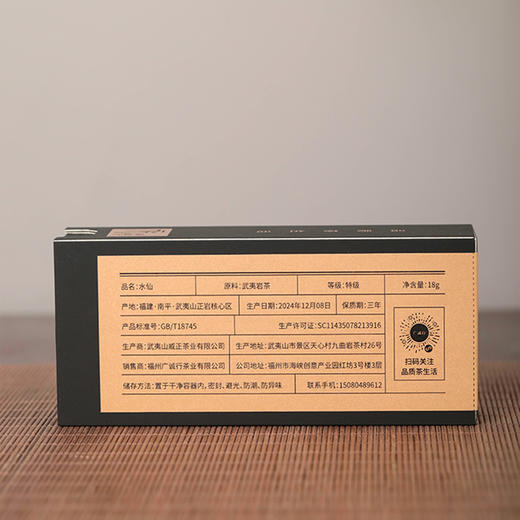 品名:水仙 原料:武夷岩茶 等级:特级 净含量:18g
产地:福建·南平·武夷山正岩核心区 生产日期:2024年12月08日 保质期:三年
产品标准号:GB/T18745 生产许可证:SC11435078213916
生产商:武夷山威正茶业有限公司 生产地址:武夷山市景区天心村九曲岩茶村26号
销售商:福州广诚行茶业有限公司 公司地址:福州市海峡创意产业园红坊3号楼3层
储存方法:置于干净容器内,密封、避光、防潮、防异味 联系手机:15080489612
扫码关注
品质茶生活